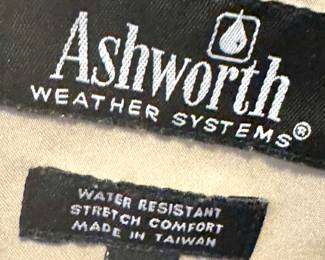 Ashworth
WEATHER SYSTEMS®
WATER RESISTANT
STRETCH COMFORT
MADE IN TAIWAN